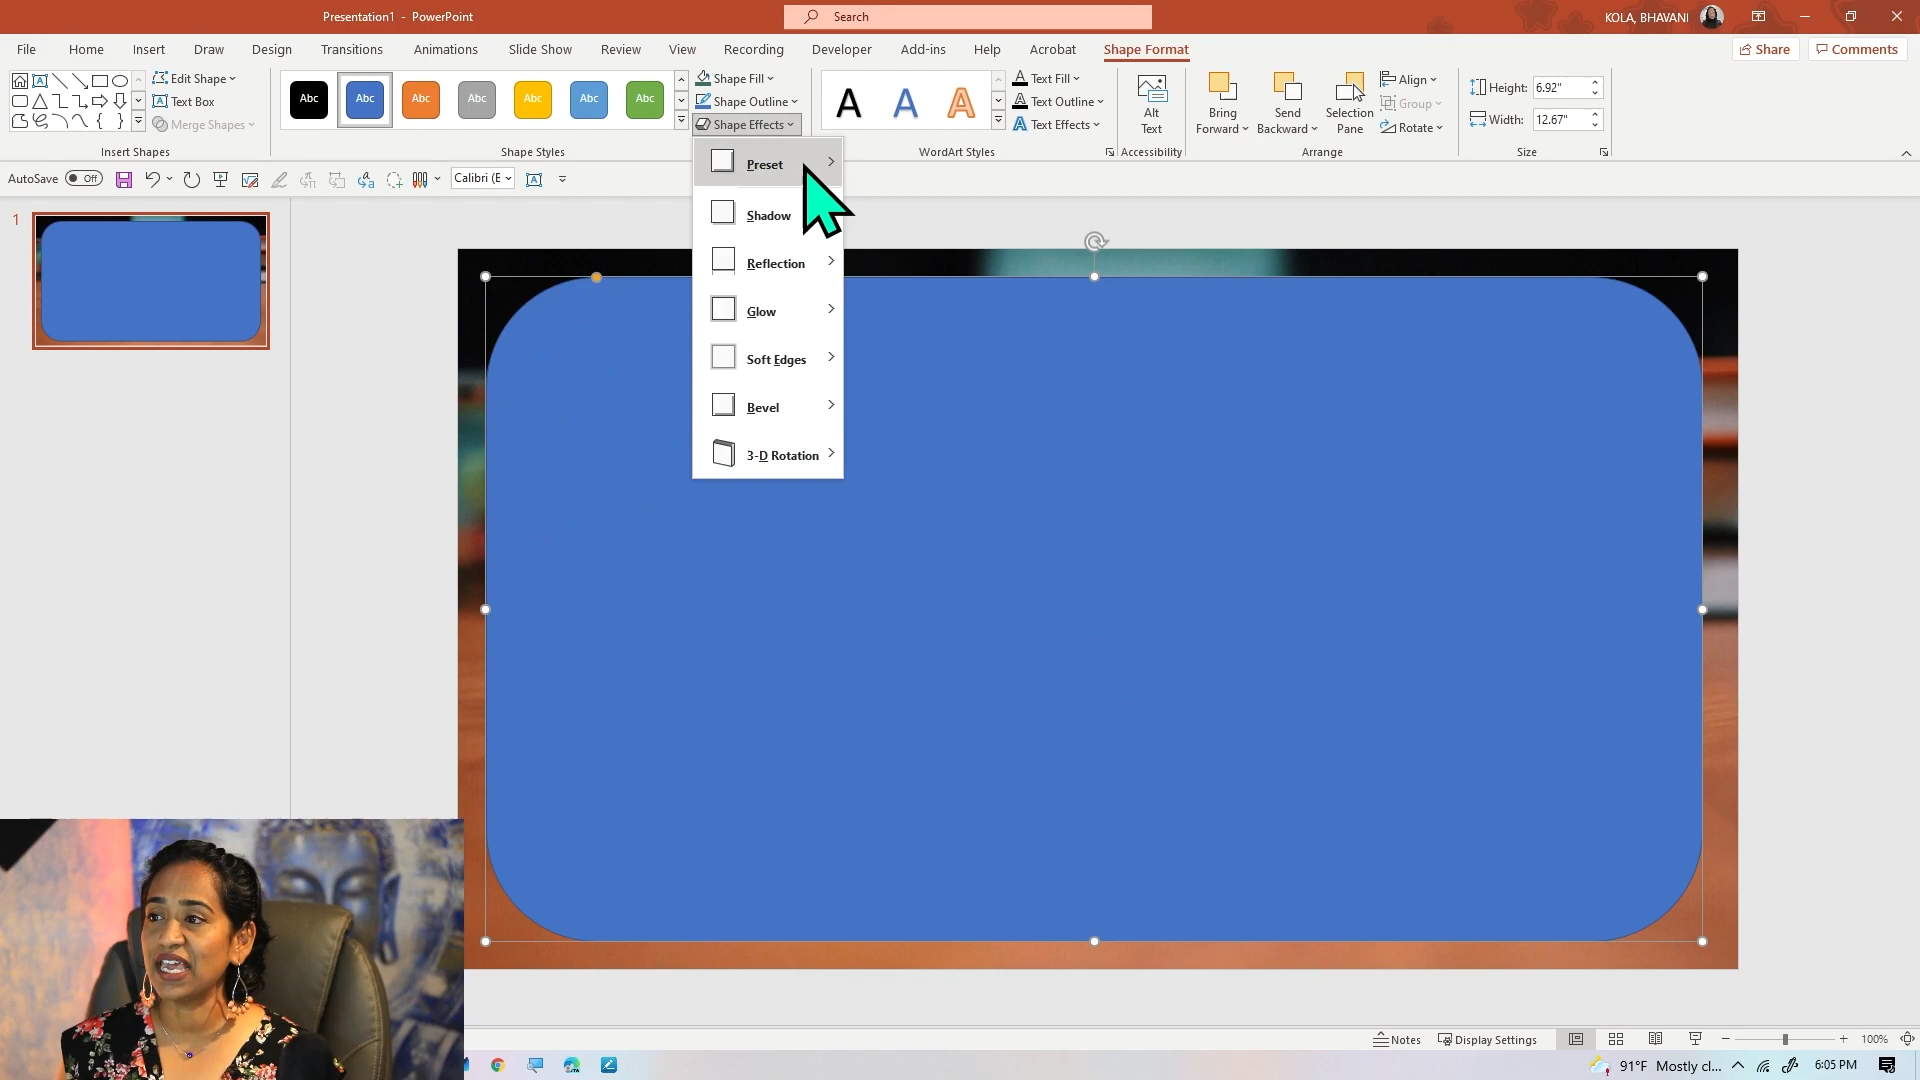 Presentation1 - PowerPoint
Search
KOLA, BHAVANI
File Home Insert Draw Design Transitions Animations Slide Show Review View Recording Developer Add-ins Help Acrobat Shape Format
Share Comments
Edit Shape
Text Box
Merge Shapes
Insert Shapes
Abc Abc Abc Abc Abc Abc Abc
Shape Styles
Shape Fill
Shape Outline
Shape Effects
A A A
WordArt Styles
Text Fill
Text Outline
Text Effects
Alt
Text
Accessibility
Bring
Forward
Send
Backward
Selection
Pane
Align
Group
Rotate
Arrange
Height: 6.92"
Width: 12.67"
Size
AutoSave Off
Calibri (E
Preset
Shadow
Reflection
Glow
Soft Edges
Bevel
3-D Rotation
1
Notes Display Settings 100%
91°F Mostly cl... 6:05 PM